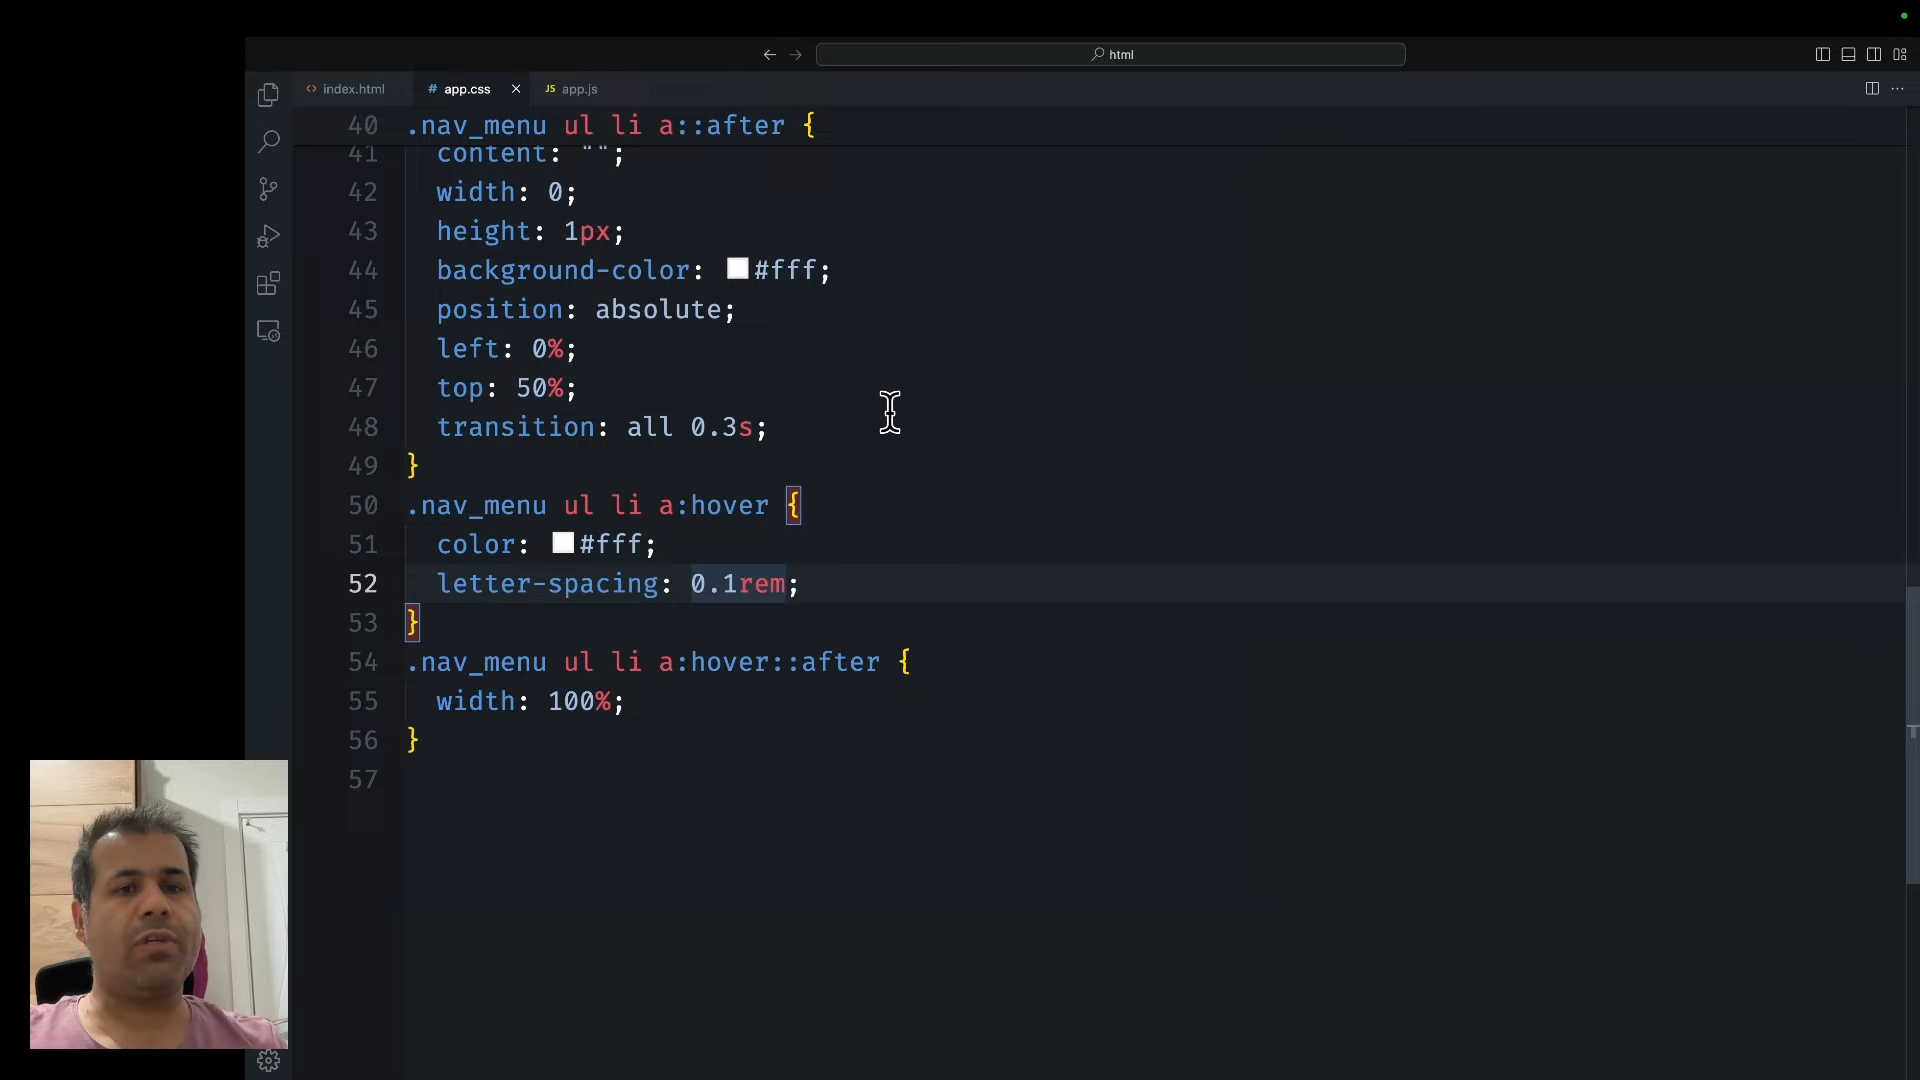 html
index.html
# app.css
JS app.js
40 .nav_menu ul li a::after {
41 content: "";
42 width: 0;
43 height: 1px;
44 background-color: #fff;
45 position: absolute;
46 left: 0%;
47 top: 50%;
48 transition: all 0.3s;
49 }
50 .nav_menu ul li a:hover {
51 color: #fff;
52 letter-spacing: 0.1rem;
53 }
54 .nav_menu ul li a:hover::after {
55 width: 100%;
56 }
57